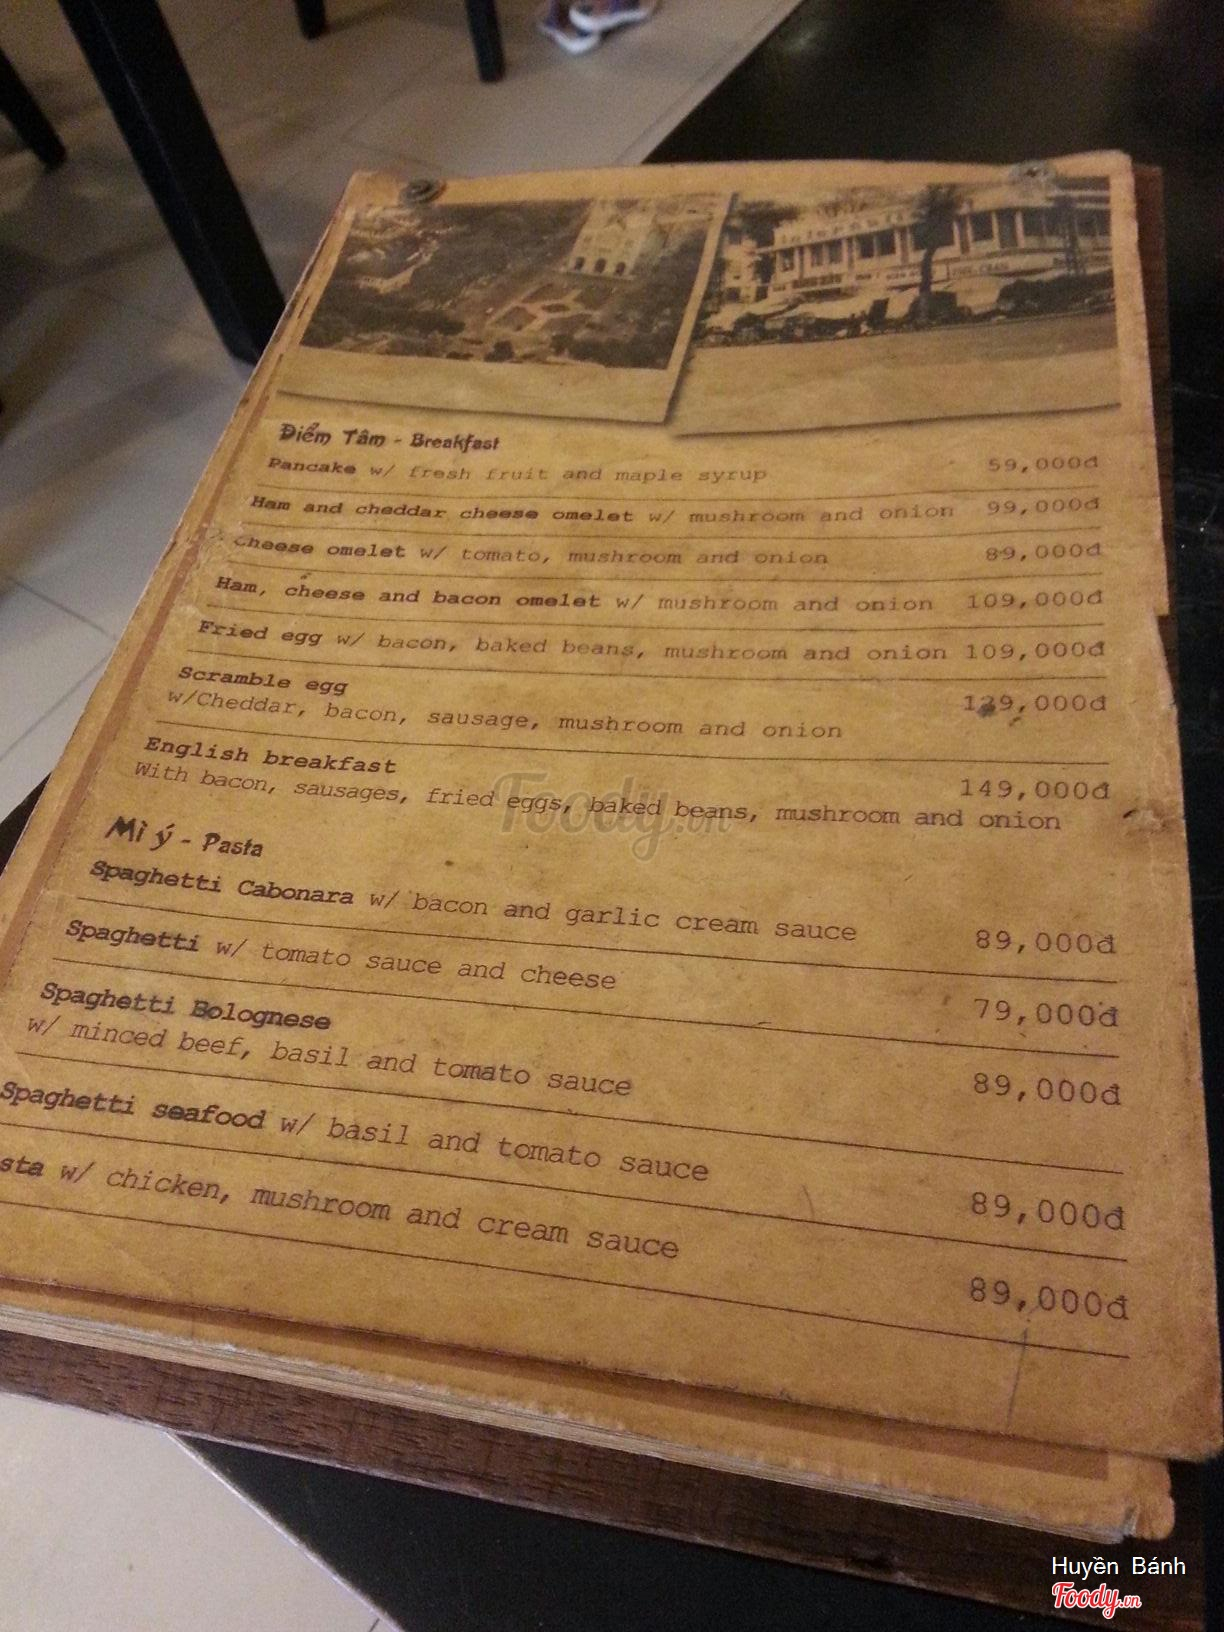 Điểm Tâm - Breakfast
Pancake w/ fresh fruit and maple syrup 59,000đ
Ham and cheddar cheese omelet w/ mushroom and onion 99,000đ
Cheese omelet w/ tomato, mushroom and onion 89,000đ
Ham, cheese and bacon omelet w/ mushroom and onion 109,000đ
Fried egg w/ bacon, baked beans, mushroom and onion 109,000đ
Scramble egg
w/Cheddar, bacon, sausage, mushroom and onion
English breakfast 149,000đ
With bacon, sausages, fried eggs, baked beans, mushroom and onion
Foody.vn
Mì ý - Pasta
Spaghetti Cabonara w/ bacon and garlic cream sauce 89,000đ
Spaghetti w/ tomato sauce and cheese 79,000đ
Spaghetti Bolognese
w/ minced beef, basil and tomato sauce 89,000đ
Spaghetti seafood w/ basil and tomato sauce 89,000đ
sta w/ chicken, mushroom and cream sauce 89,000đ
Huyền Bánh
Foody.vn